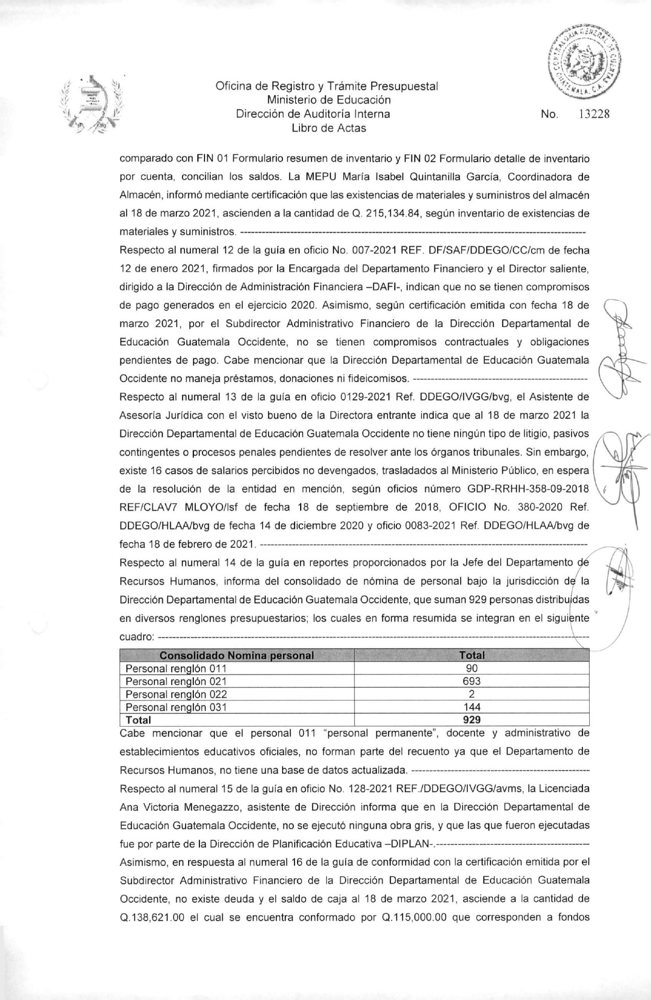 CONTRALORIA GENERAL DE CUENTAS
GUATEMALA, C.A.
Oficina de Registro y Trámite Presupuestal
Ministerio de Educación
Dirección de Auditoría Interna
No. 13228
Libro de Actas
comparado con FIN 01 Formulario resumen de inventario y FIN 02 Formulario detalle de inventario
por cuenta, concilian los saldos. La MEPU María Isabel Quintanilla García, Coordinadora de
Almacén, informó mediante certificación que las existencias de materiales y suministros del almacén
al 18 de marzo 2021, ascienden a la cantidad de Q. 215,134.84, según inventario de existencias de
materiales y suministros. ----------------------------------------------------------------------------------------------------
Respecto al numeral 12 de la guía en oficio No. 007-2021 REF. DF/SAF/DDEGO/CC/cm de fecha
12 de enero 2021, firmados por la Encargada del Departamento Financiero y el Director saliente,
dirigido a la Dirección de Administración Financiera –DAFI-, indican que no se tienen compromisos
de pago generados en el ejercicio 2020. Asimismo, según certificación emitida con fecha 18 de
marzo 2021, por el Subdirector Administrativo Financiero de la Dirección Departamental de
Educación Guatemala Occidente, no se tienen compromisos contractuales y obligaciones
pendientes de pago. Cabe mencionar que la Dirección Departamental de Educación Guatemala
Occidente no maneja préstamos, donaciones ni fideicomisos. -------------------------------------------------
Respecto al numeral 13 de la guía en oficio 0129-2021 Ref. DDEGO/IVGG/bvg, el Asistente de
Asesoría Jurídica con el visto bueno de la Directora entrante indica que al 18 de marzo 2021 la
Dirección Departamental de Educación Guatemala Occidente no tiene ningún tipo de litigio, pasivos
contingentes o procesos penales pendientes de resolver ante los órganos tribunales. Sin embargo,
existe 16 casos de salarios percibidos no devengados, trasladados al Ministerio Público, en espera
de la resolución de la entidad en mención, según oficios número GDP-RRHH-358-09-2018
REF/CLAV7 MLOYO/lsf de fecha 18 de septiembre de 2018, OFICIO No. 380-2020 Ref.
DDEGO/HLAA/bvg de fecha 14 de diciembre 2020 y oficio 0083-2021 Ref. DDEGO/HLAA/bvg de
fecha 18 de febrero de 2021. --------------------------------------------------------------------------------------------
Respecto al numeral 14 de la guía en reportes proporcionados por la Jefe del Departamento de
Recursos Humanos, informa del consolidado de nómina de personal bajo la jurisdicción de la
Dirección Departamental de Educación Guatemala Occidente, que suman 929 personas distribuidas
en diversos renglones presupuestarios; los cuales en forma resumida se integran en el siguiente
cuadro: -------------------------------------------------------------------------------------------------------------------------
Consolidado Nomina personal Total
Personal renglón 011 90
Personal renglón 021 693
Personal renglón 022 2
Personal renglón 031 144
Total 929
Cabe mencionar que el personal 011 “personal permanente”, docente y administrativo de
establecimientos educativos oficiales, no forman parte del recuento ya que el Departamento de
Recursos Humanos, no tiene una base de datos actualizada. --------------------------------------------------
Respecto al numeral 15 de la guía en oficio No. 128-2021 REF./DDEGO/IVGG/avms, la Licenciada
Ana Victoria Menegazzo, asistente de Dirección informa que en la Dirección Departamental de
Educación Guatemala Occidente, no se ejecutó ninguna obra gris, y que las que fueron ejecutadas
fue por parte de la Dirección de Planificación Educativa –DIPLAN-.-------------------------------------------
Asimismo, en respuesta al numeral 16 de la guía de conformidad con la certificación emitida por el
Subdirector Administrativo Financiero de la Dirección Departamental de Educación Guatemala
Occidente, no existe deuda y el saldo de caja al 18 de marzo 2021, asciende a la cantidad de
Q.138,621.00 el cual se encuentra conformado por Q.115,000.00 que corresponden a fondos